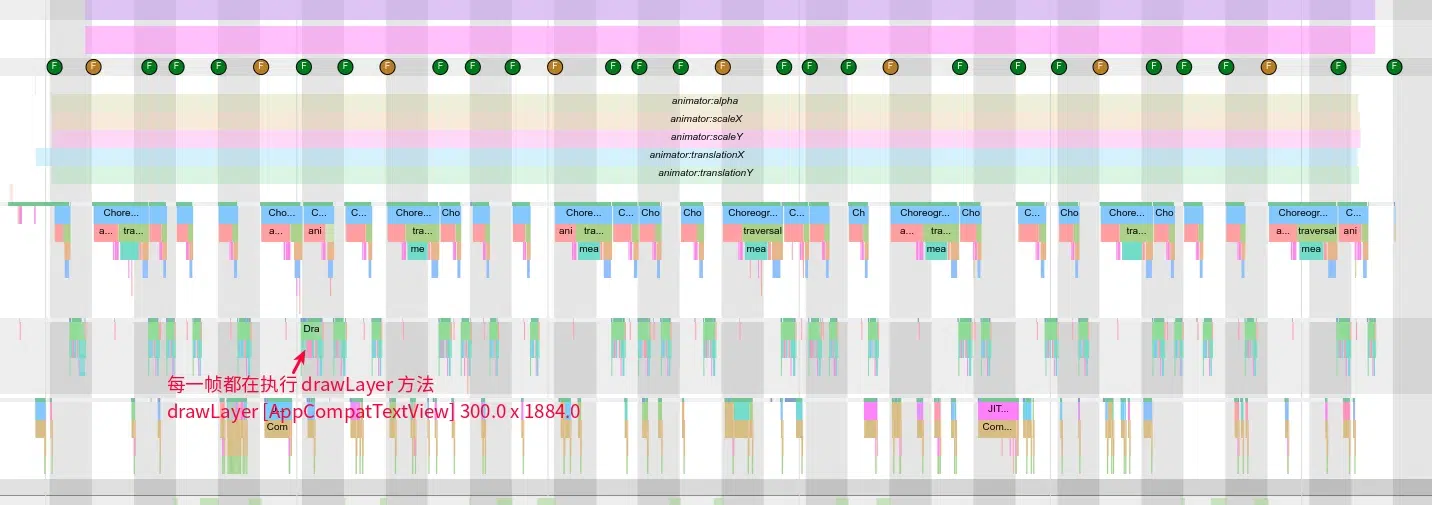 F F F F F F F F F F F F F F F F F F F F F F F F F F F F F F F
animator:alpha
animator:scaleX
animator:scaleY
animator:translationX
animator:translationY
Chore... Cho... C... C... Chore... Cho Chore... C... Cho Cho Choreogr... C... Ch Choreogr... Cho C... Cho Chore... Cho Choreogr... C...
a... tra... a... ani tra... ani tra... traversal a... tra... tra... a... traversal ani
mea mea mea mea mea
Dra
每一帧都在执行 drawLayer 方法
drawLayer [AppCompatTextView] 300.0 x 1884.0
JIT...
Com Com...